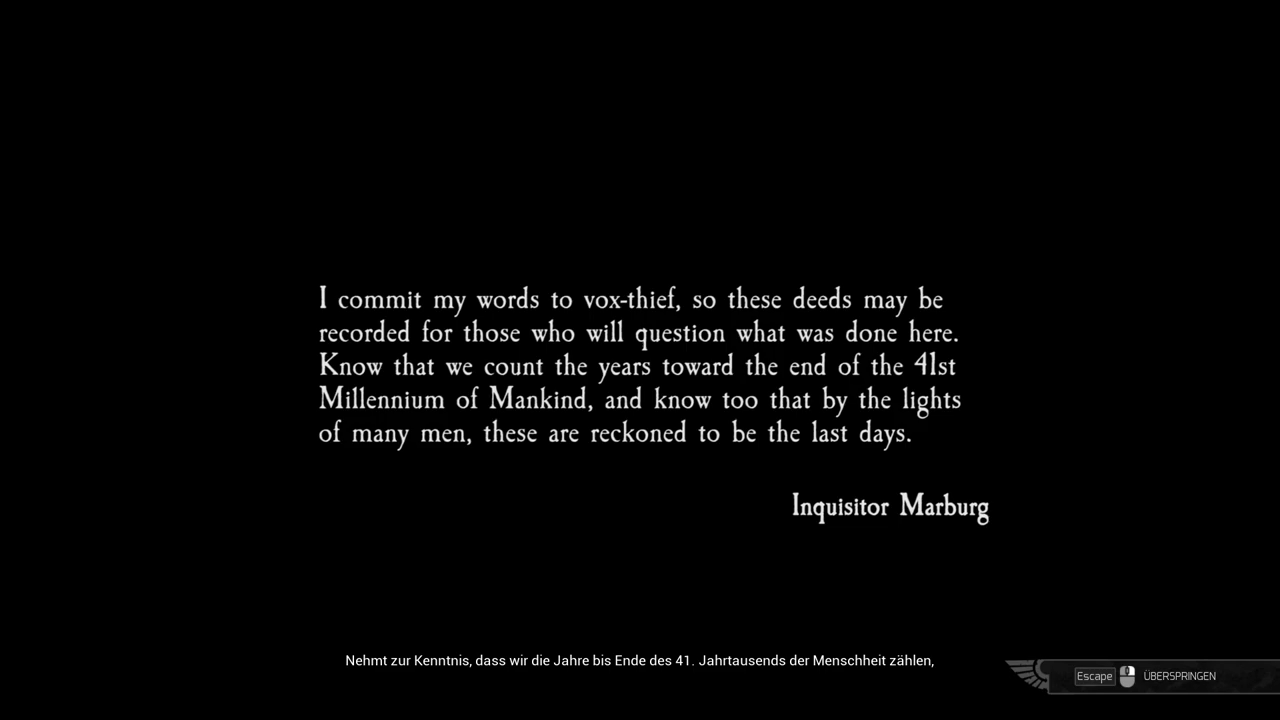 I commit my words to vox-thief, so these deeds may be
recorded for those who will question what was done here.
Know that we count the years toward the end of the 41st
Millennium of Mankind, and know too that by the lights
of many men, these are reckoned to be the last days.
Inquisitor Marburg
Nehmt zur Kenntnis, dass wir die Jahre bis Ende des 41. Jahrtausends der Menschheit zählen,
Escape ÜBERSPRINGEN